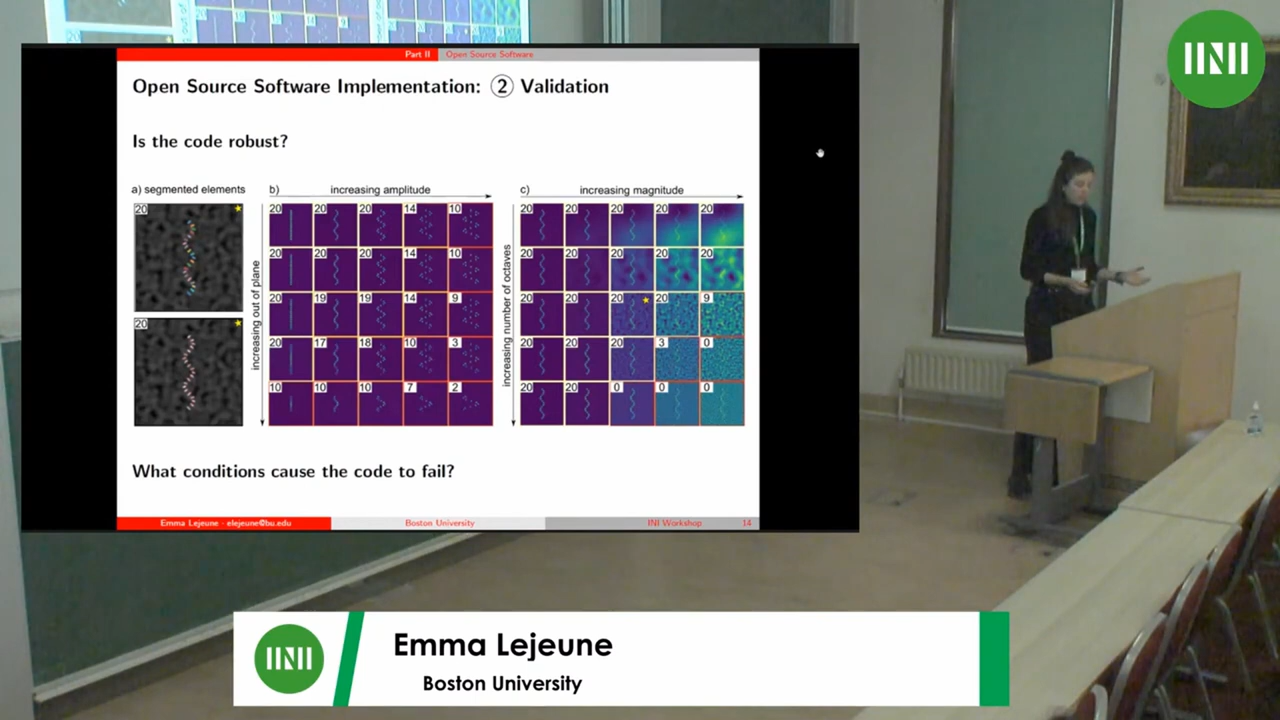 Part II Open Source Software
Open Source Software Implementation: 2 Validation
Is the code robust?
a) segmented elements
b) increasing amplitude
c) increasing magnitude
increasing out of plane
increasing number of octaves
20
20
20 20 20 14 10
20 20 20 14 10
20 19 19 14 9
20 17 18 10 3
10 10 10 7 2
20 20 20 20 20
20 20 20 20 20
20 20 20 20 9
20 20 20 3 0
20 20 0 0 0
What conditions cause the code to fail?
Emma Lejeune - elejeune@bu.edu Boston University INI Workshop 14
INI
INI
Emma Lejeune
Boston University